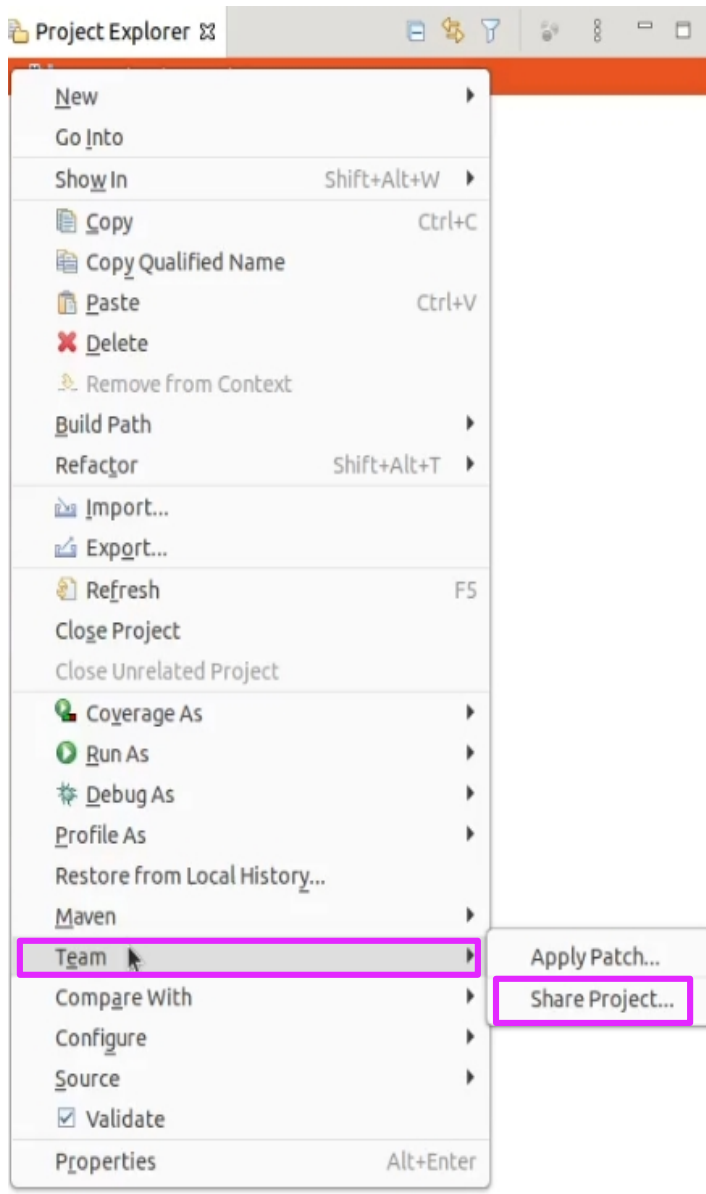 Project Explorer
New
Go Into
Show In Shift+Alt+W
Copy Ctrl+C
Copy Qualified Name
Paste Ctrl+V
Delete
Remove from Context
Build Path
Refactor Shift+Alt+T
Import...
Export...
Refresh F5
Close Project
Close Unrelated Project
Coverage As
Run As
Debug As
Profile As
Restore from Local History...
Maven
Team
Apply Patch...
Compare With
Share Project...
Configure
Source
Validate
Properties Alt+Enter